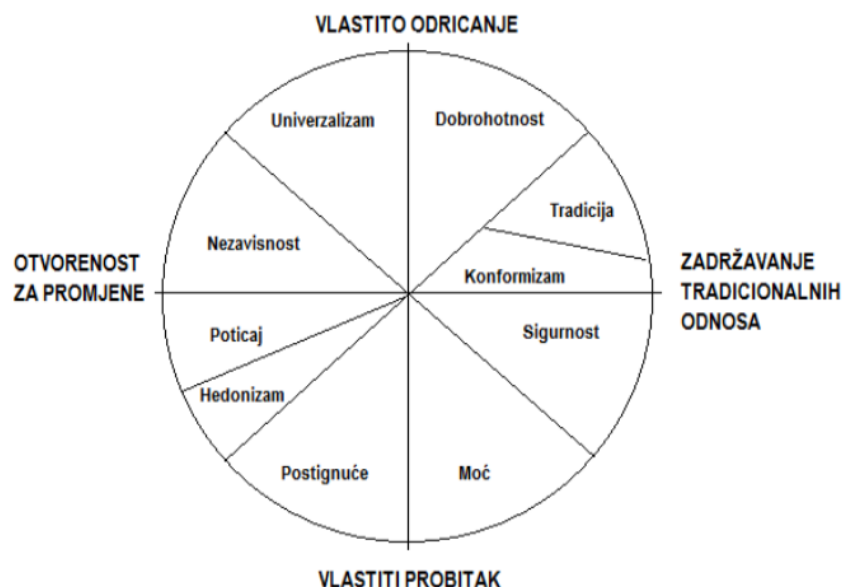 VLASTITO ODRICANJE
Univerzalizam
Dobrohotnost
Tradicija
Nezavisnost
Konformizam
OTVORENOST
ZA PROMJENE
ZADRŽAVANJE
TRADICIONALNIH
ODNOSA
Poticaj
Sigurnost
Hedonizam
Postignuće
Moć
VLASTITI PROBITAK